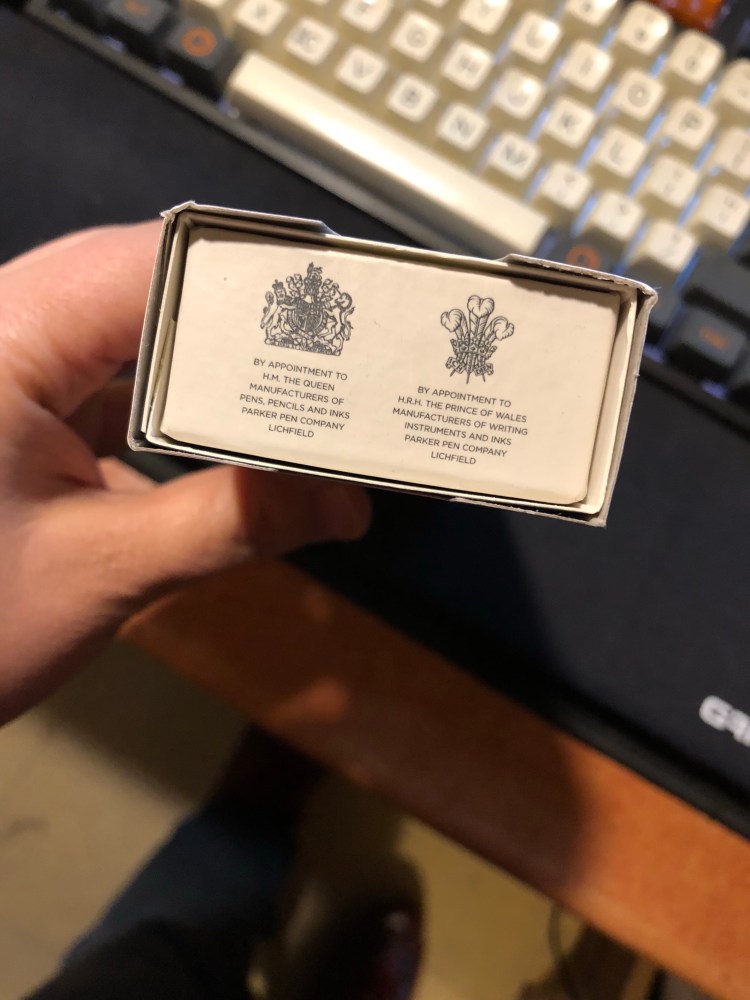 BY APPOINTMENT TO
H.M. THE QUEEN
MANUFACTURERS OF
PENS, PENCILS AND INKS
PARKER PEN COMPANY
LICHFIELD
BY APPOINTMENT TO
H.R.H. THE PRINCE OF WALES
MANUFACTURERS OF WRITING
INSTRUMENTS AND INKS
PARKER PEN COMPANY
LICHFIELD